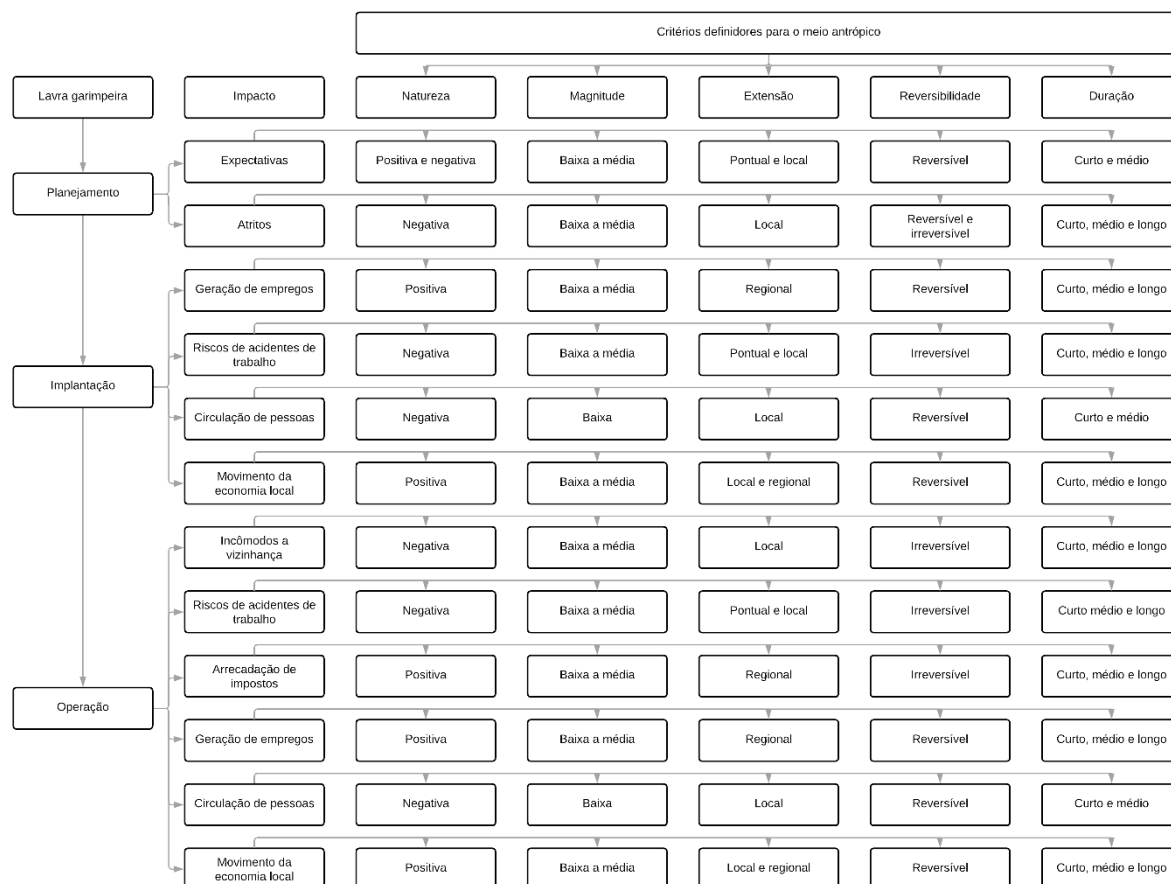 Critérios definidores para o meio antrópico
Lavra garimpeira
Impacto
Natureza
Magnitude
Extensão
Reversibilidade
Duração
Planejamento
Expectativas
Positiva e negativa
Baixa a média
Pontual e local
Reversível
Curto e médio
Atritos
Negativa
Baixa a média
Local
Reversível e
irreversível
Curto, médio e longo
Implantação
Geração de empregos
Positiva
Baixa a média
Regional
Reversível
Curto, médio e longo
Riscos de acidentes de
trabalho
Negativa
Baixa a média
Pontual e local
Irreversível
Curto, médio e longo
Circulação de pessoas
Negativa
Baixa
Local
Reversível
Curto e médio
Movimento da
economia local
Positiva
Baixa a média
Local e regional
Reversível
Curto, médio e longo
Operação
Incômodos a
vizinhança
Negativa
Baixa a média
Local
Irreversível
Curto, médio e longo
Riscos de acidentes de
trabalho
Negativa
Baixa a média
Pontual e local
Irreversível
Curto médio e longo
Arrecadação de
impostos
Positiva
Baixa a média
Regional
Irreversível
Curto, médio e longo
Geração de empregos
Positiva
Baixa a média
Regional
Reversível
Curto, médio e longo
Circulação de pessoas
Negativa
Baixa
Local
Reversível
Curto e médio
Movimento da
economia local
Positiva
Baixa a média
Local e regional
Reversível
Curto, médio e longo